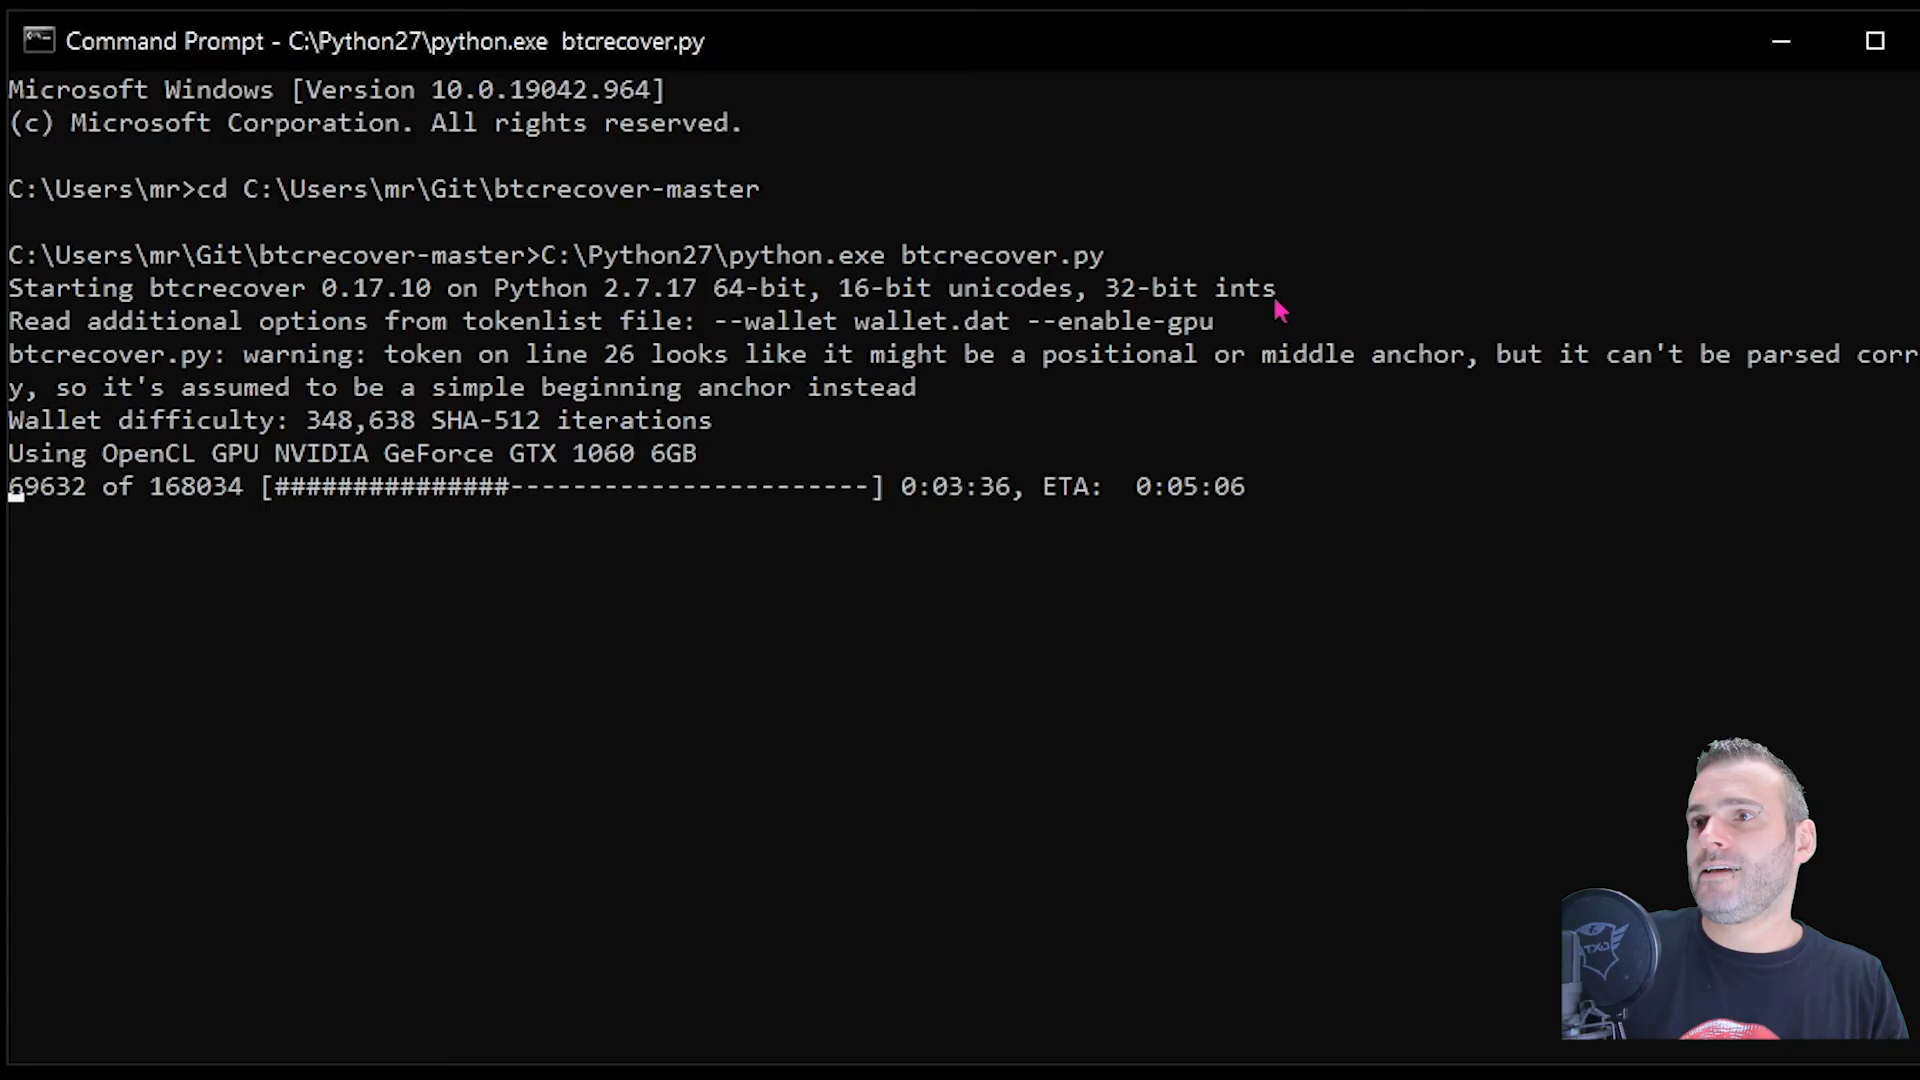 Command Prompt - C:\Python27\python.exe btcrecover.py
Microsoft Windows [Version 10.0.19042.964]
(c) Microsoft Corporation. All rights reserved.
C:\Users\mr>cd C:\Users\mr\Git\btcrecover-master
C:\Users\mr\Git\btcrecover-master>C:\Python27\python.exe btcrecover.py
Starting btcrecover 0.17.10 on Python 2.7.17 64-bit, 16-bit unicodes, 32-bit ints
Read additional options from tokenlist file: --wallet wallet.dat --enable-gpu
btcrecover.py: warning: token on line 26 looks like it might be a positional or middle anchor, but it can't be parsed corr
y, so it's assumed to be a simple beginning anchor instead
Wallet difficulty: 348,638 SHA-512 iterations
Using OpenCL GPU NVIDIA GeForce GTX 1060 6GB
69632 of 168034 [###############-----------------------] 0:03:36, ETA:  0:05:06